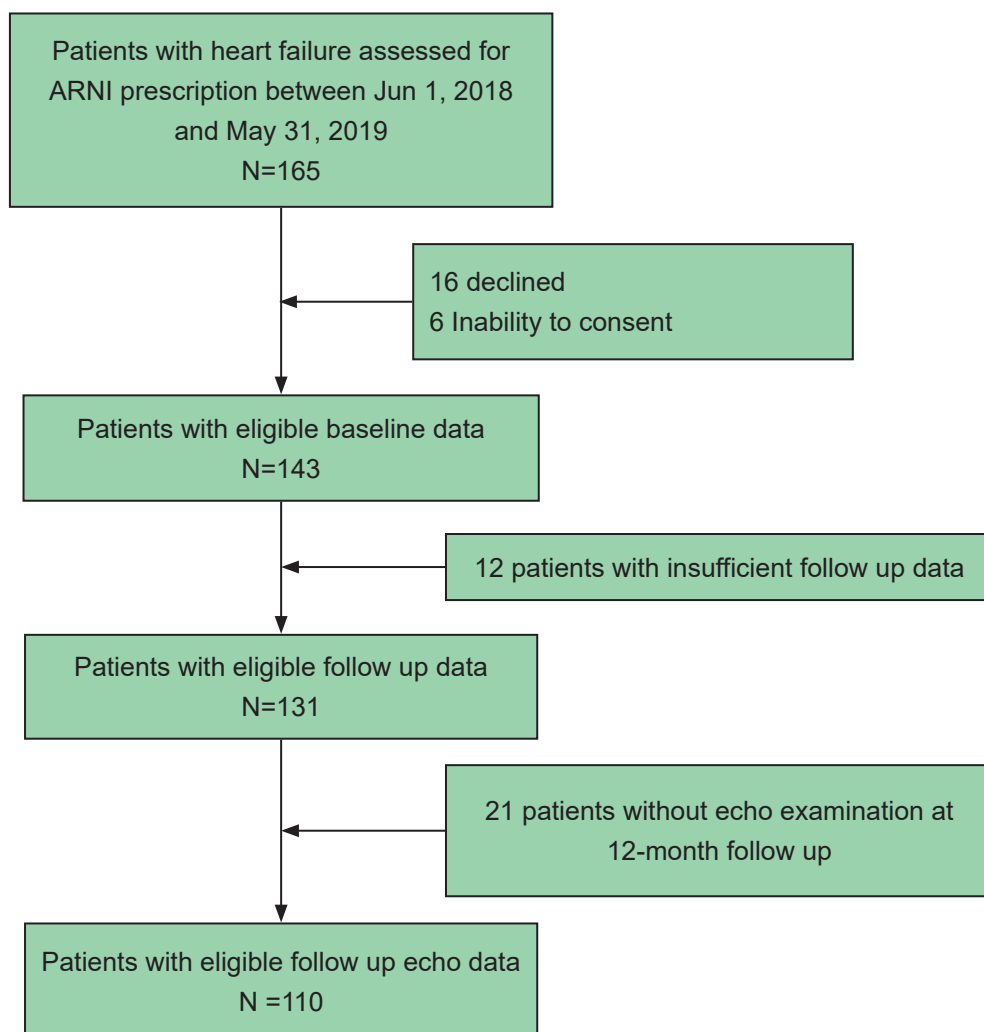 Patients with heart failure assessed for
ARNI prescription between Jun 1, 2018
and May 31, 2019
N=165
16 declined
6 Inability to consent
Patients with eligible baseline data
N=143
12 patients with insufficient follow up data
Patients with eligible follow up data
N=131
21 patients without echo examination at
12-month follow up
Patients with eligible follow up echo data
N =110